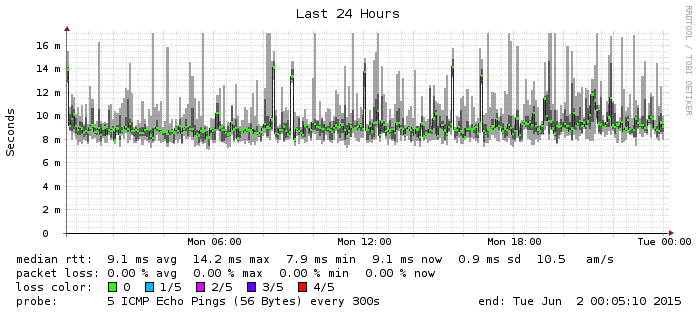 Last 24 Hours
RRDTOOL / TOBI OETIKER
Seconds
16 m
14 m
12 m
10 m
8 m
6 m
4 m
2 m
0
Mon 06:00 Mon 12:00 Mon 18:00 Tue 00:00
median rtt: 9.1 ms avg 14.2 ms max 7.9 ms min 9.1 ms now 0.9 ms sd 10.5 am/s
packet loss: 0.00 % avg 0.00 % max 0.00 % min 0.00 % now
loss color: 0 1/5 2/5 3/5 4/5
probe: 5 ICMP Echo Pings (56 Bytes) every 300s end: Tue Jun 2 00:05:10 2015